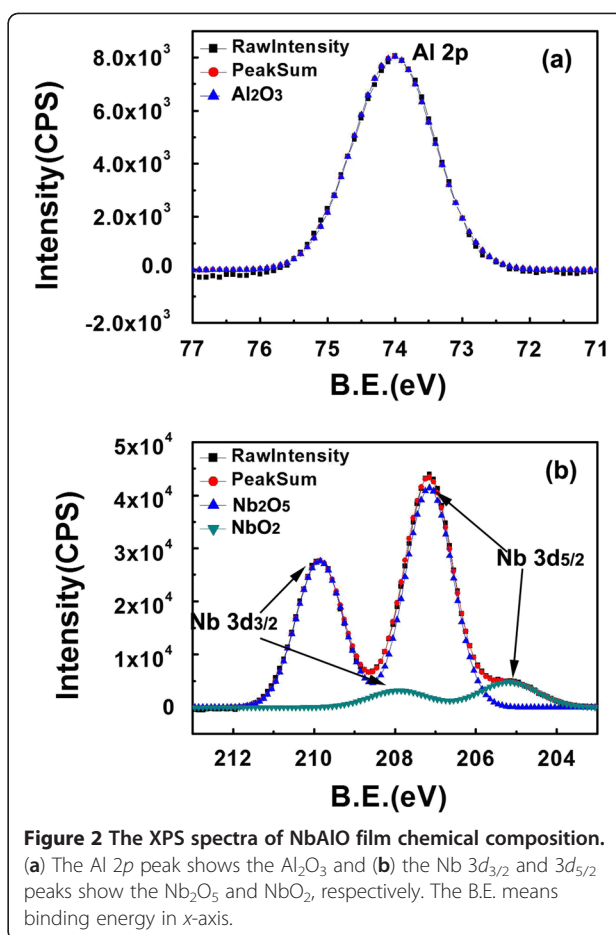 8.0x10³
6.0x10³
4.0x10³
2.0x10³
0.0
-2.0x10³
Intensity(CPS)
RawIntensity
PeakSum
Al₂O₃
Al 2p
(a)
77 76 75 74 73 72 71
B.E.(eV)
5x10⁴
4x10⁴
3x10⁴
2x10⁴
1x10⁴
0
Intensity(CPS)
RawIntensity
PeakSum
Nb₂O₅
NbO₂
(b)
Nb 3d₃/₂
Nb 3d₅/₂
212 210 208 206 204
B.E.(eV)
Figure 2 The XPS spectra of NbAlO film chemical composition.
(a) The Al 2p peak shows the Al₂O₃ and (b) the Nb 3d₃/₂ and 3d₅/₂
peaks show the Nb₂O₅ and NbO₂, respectively. The B.E. means
binding energy in x-axis.